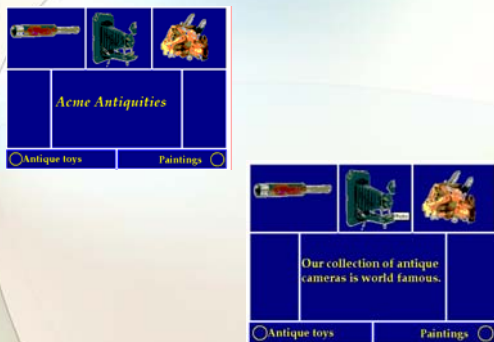 Acme Antiquities
Antique toys
Paintings
Our collection of antique
cameras is world famous.
Antique toys
Paintings